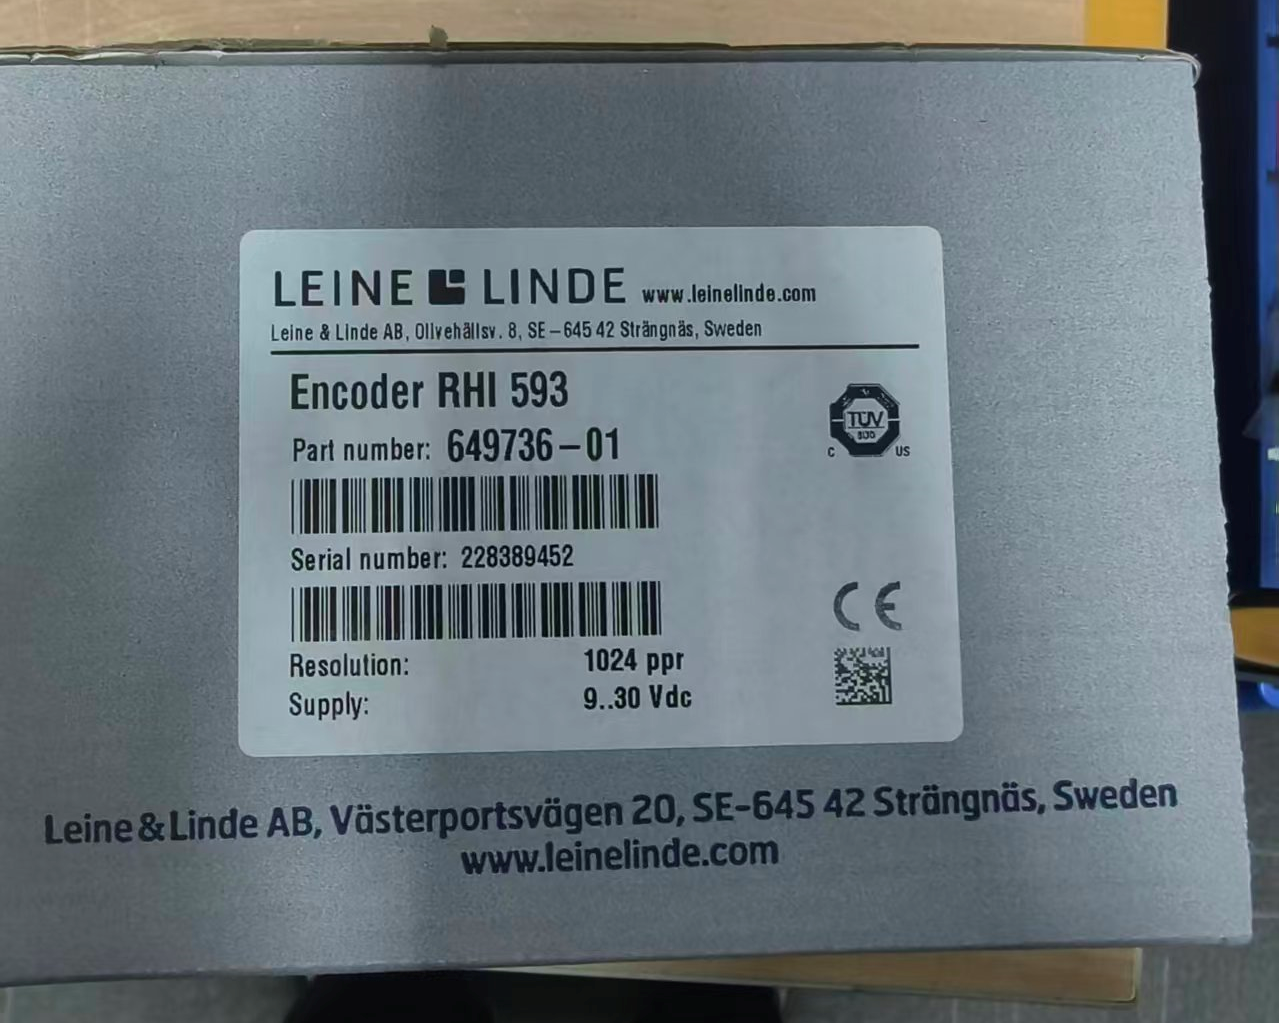 LEINE LINDE www.leinelinde.com
Leine & Linde AB, Olivehällsv. 8, SE-645 42 Strängnäs, Sweden
Encoder RHI 593
Part number: 649736-01
TÜV
SÜD
C US
Serial number: 228389452
CE
Resolution: 1024 ppr
Supply: 9..30 Vdc
Leine & Linde AB, Västerportsvägen 20, SE-645 42 Strängnäs, Sweden
www.leinelinde.com